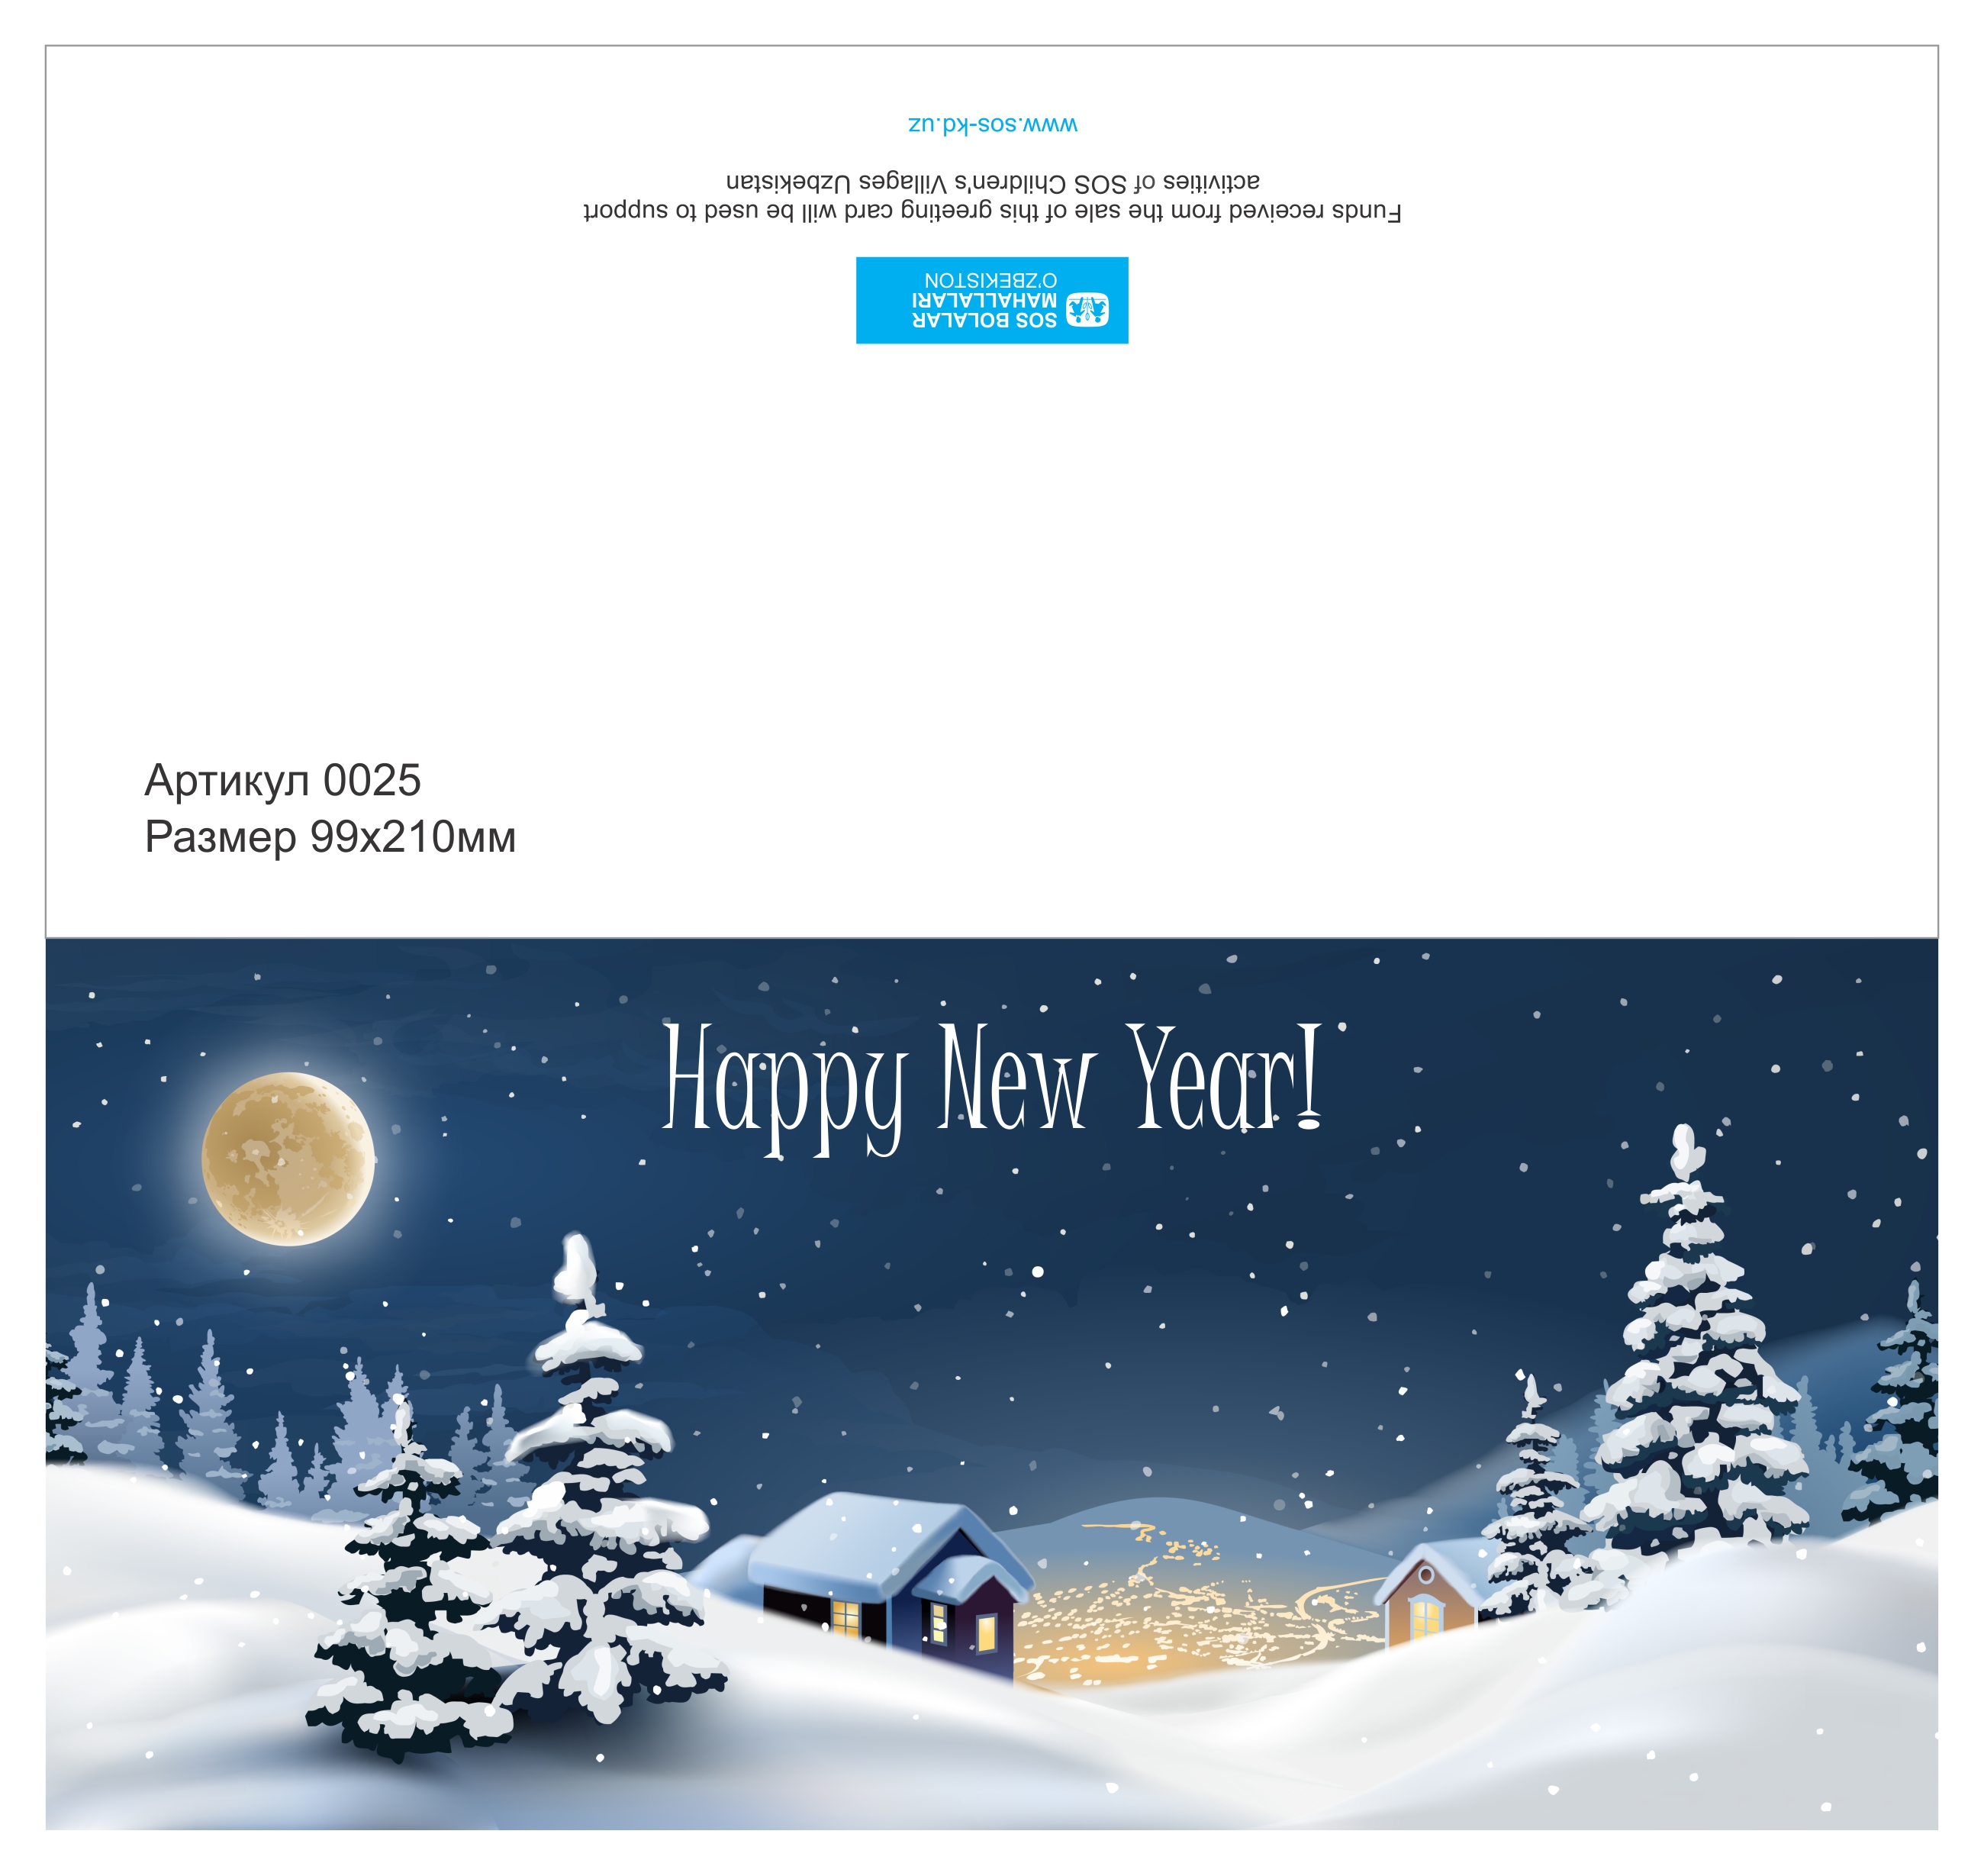 www.sos-kd.uz
Funds received from the sale of this greeting card will be used to support
activities of SOS Children's Villages Uzbekistan
SOS BOLALAR
MAHALLALARI
O'ZBEKISTON
Артикул 0025
Размер 99х210мм
Happy New Year!